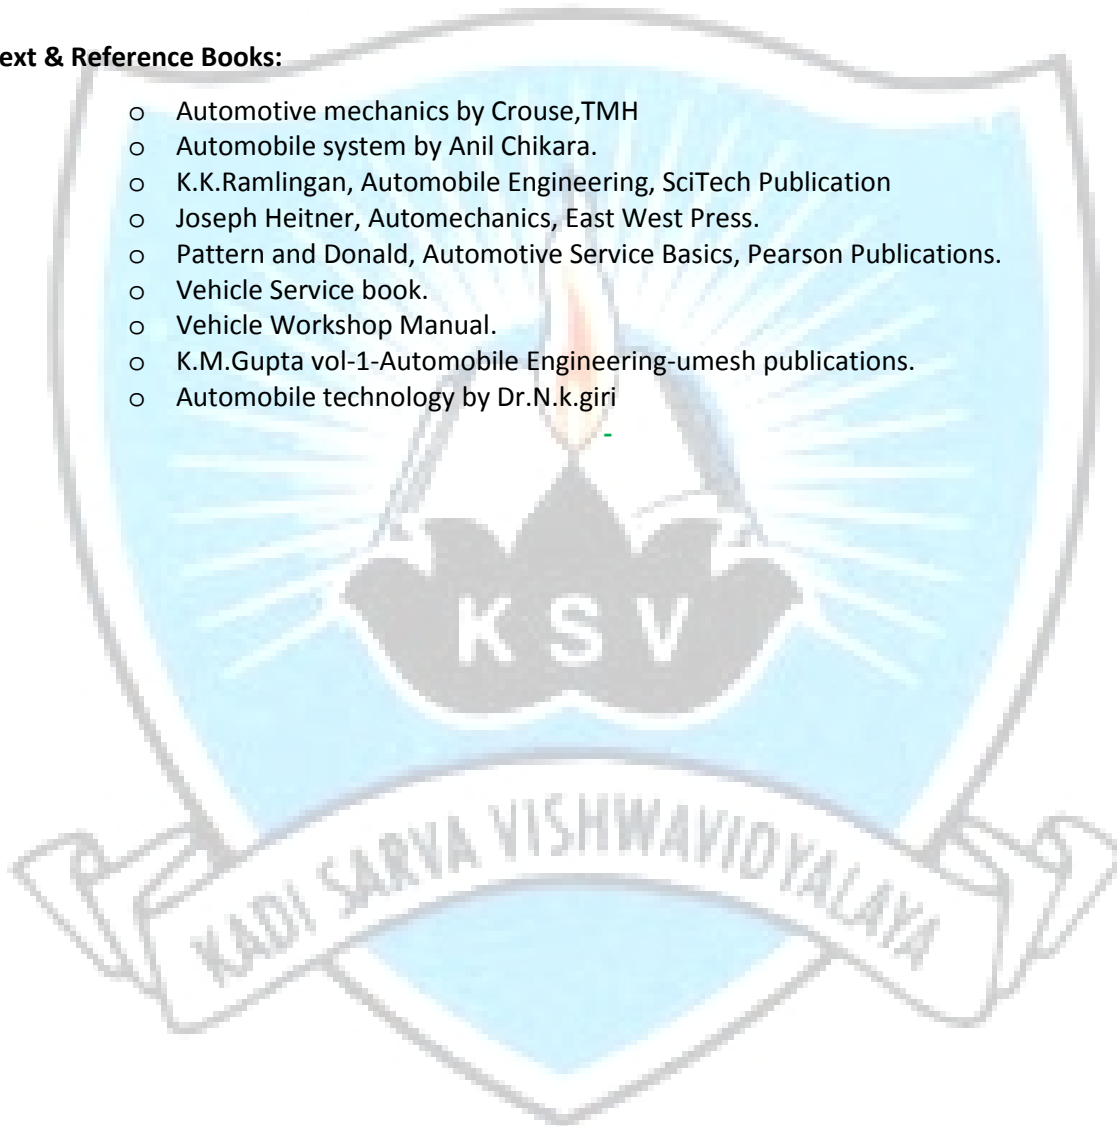 ext & Reference Books:
o Automotive mechanics by Crouse,TMH
o Automobile system by Anil Chikara.
o K.K.Ramlingan, Automobile Engineering, SciTech Publication
o Joseph Heitner, Automechanics, East West Press.
o Pattern and Donald, Automotive Service Basics, Pearson Publications.
o Vehicle Service book.
o Vehicle Workshop Manual.
o K.M.Gupta vol-1-Automobile Engineering-umesh publications.
o Automobile technology by Dr.N.k.giri
-
K S V
KADI SARVA VISHWAVIDYALAYA